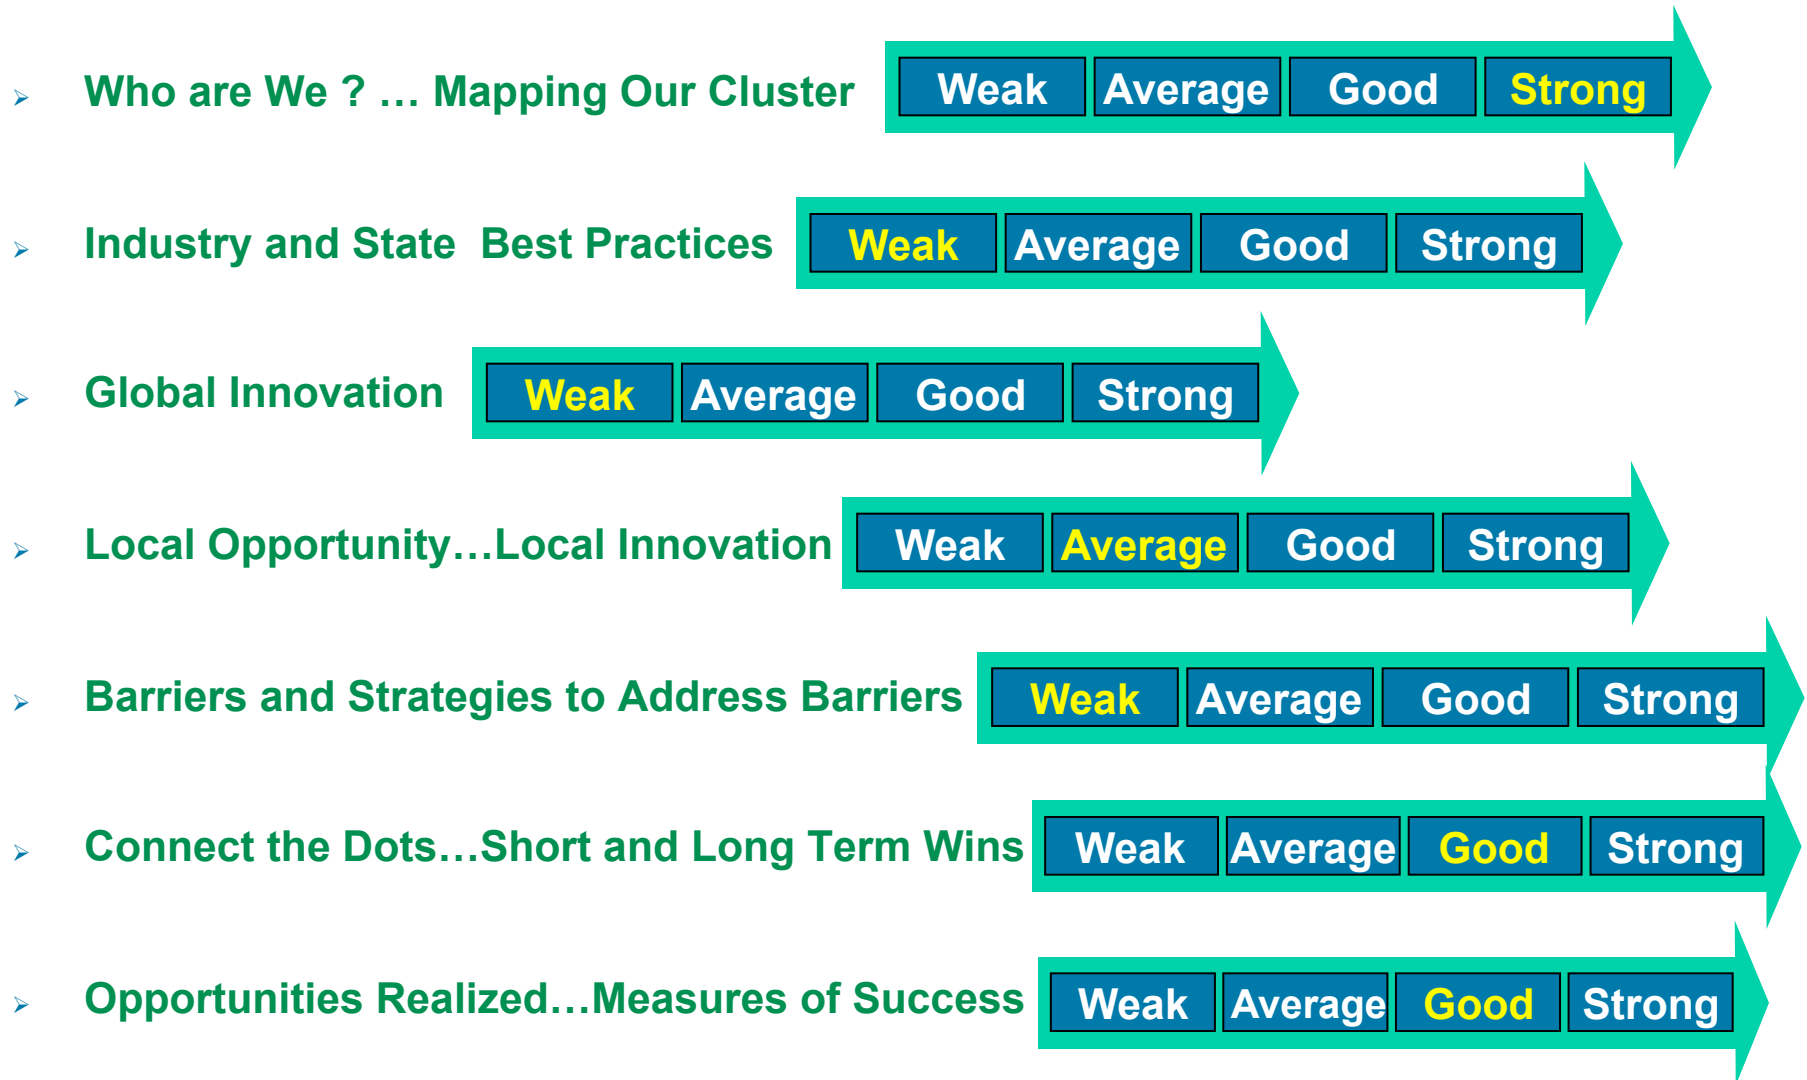 Who are We ? … Mapping Our Cluster Weak Average Good Strong
Industry and State Best Practices Weak Average Good Strong
Global Innovation Weak Average Good Strong
Local Opportunity…Local Innovation Weak Average Good Strong
Barriers and Strategies to Address Barriers Weak Average Good Strong
Connect the Dots…Short and Long Term Wins Weak Average Good Strong
Opportunities Realized…Measures of Success Weak Average Good Strong